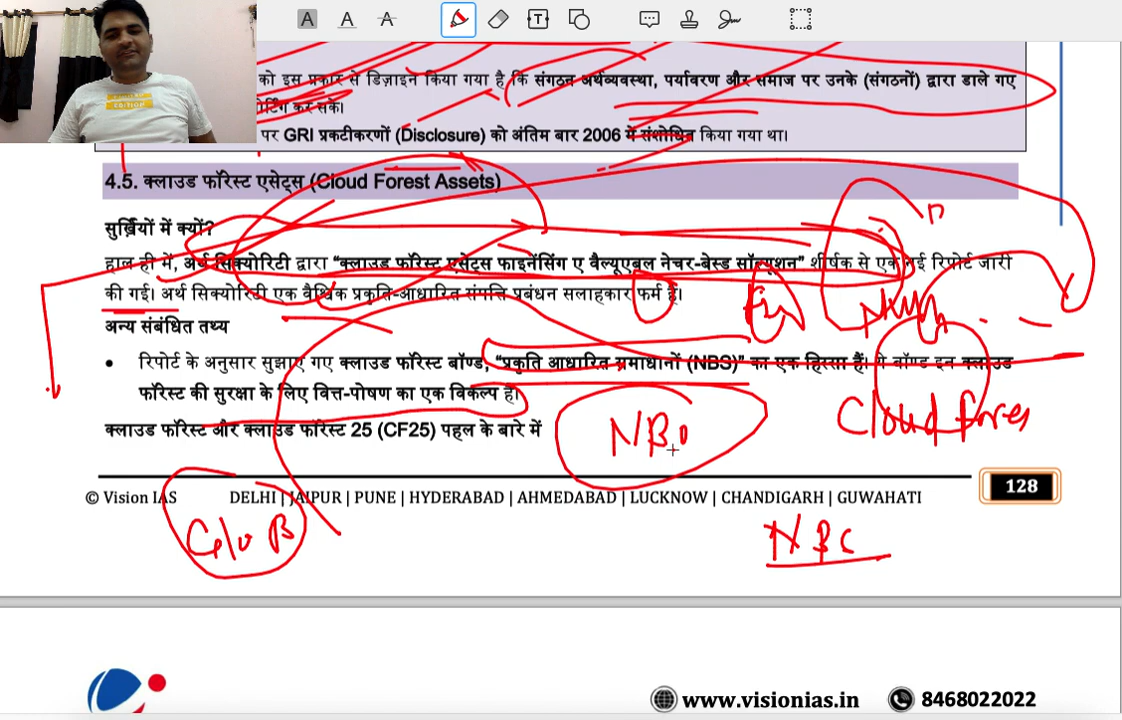 A A A T
को इस प्रकार से डिज़ाइन किया गया है कि संगठन अर्थव्यवस्था, पर्यावरण और समाज पर उनके (संगठनों) द्वारा डाले गए
पोर्टिंग कर सकें।
पर GRI प्रकटीकरणों (Disclosure) को अंतिम बार 2006 में संशोधित किया गया था।
EDITION
4.5. क्लाउड फॉरेस्ट एसेट्स (Cloud Forest Assets)
सुर्ख़ियों में क्यों?
हाल ही में, अर्थ सिक्योरिटी द्वारा "क्लाउड फॉरेस्ट एसेट्स फाइनेंसिंग ए वैल्यूएबल नेचर-बेस्ड सॉल्यूशन" शीर्षक से एक नई रिपोर्ट जारी
की गई। अर्थ सिक्योरिटी एक वैश्विक प्रकृति-आधारित संपत्ति प्रबंधन सलाहकार फर्म है।
अन्य संबंधित तथ्य
• रिपोर्ट के अनुसार सुझाए गए क्लाउड फॉरेस्ट बॉण्ड, "प्रकृति आधारित समाधानों (NBS)" का एक हिस्सा हैं। ये बॉण्ड इन क्लाउड
फॉरेस्ट की सुरक्षा के लिए वित्त-पोषण का एक विकल्प है।
Cloud fores
क्लाउड फॉरेस्ट और क्लाउड फॉरेस्ट 25 (CF25) पहल के बारे में
© Vision IAS DELHI | JAIPUR | PUNE | HYDERABAD | AHMEDABAD | LUCKNOW | CHANDIGARH | GUWAHATI 128
www.visionias.in 8468022022